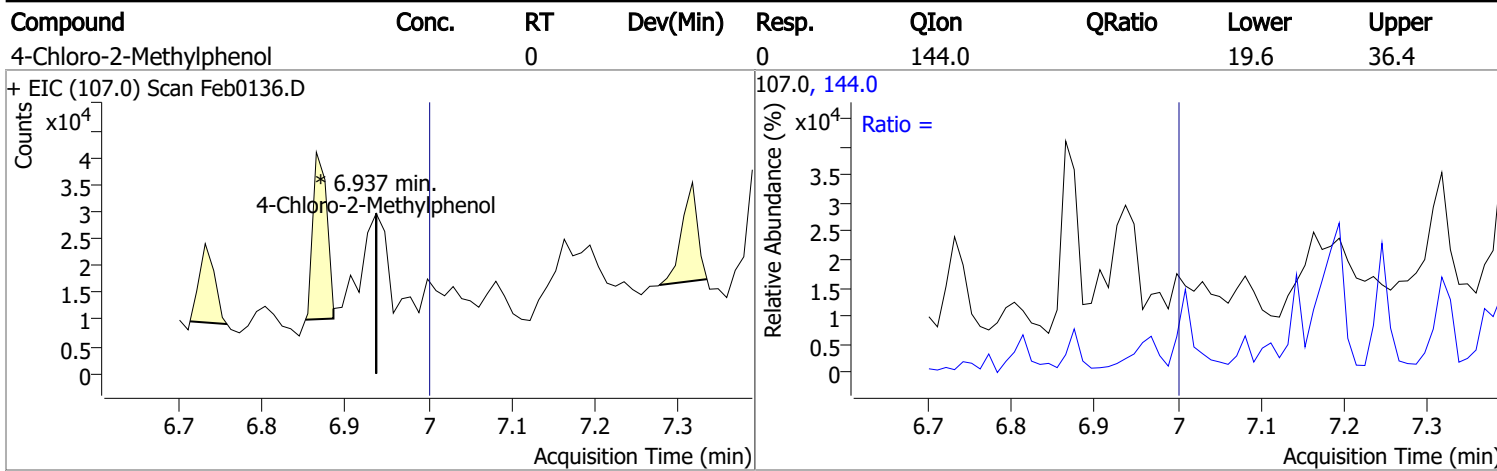 Compound Conc. RT Dev(Min) Resp. QIon QRatio Lower Upper
4-Chloro-2-Methylphenol 0 0 144.0 19.6 36.4
+ EIC (107.0) Scan Feb0136.D
Counts
x10^4
4
3.5
3
2.5
2
1.5
1
0.5
0
* 6.937 min.
4-Chloro-2-Methylphenol
6.7 6.8 6.9 7 7.1 7.2 7.3
Acquisition Time (min)
107.0, 144.0
Relative Abundance (%)
x10^4
Ratio =
3.5
3
2.5
2
1.5
1
0.5
0
6.7 6.8 6.9 7 7.1 7.2 7.3
Acquisition Time (min)